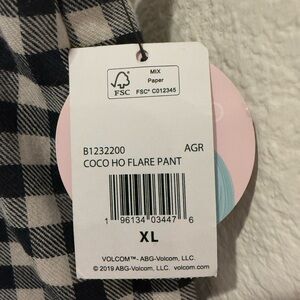 MIX
Paper
FSC® C012345
FSC
B1232200 AGR
COCO HO FLARE PANT
1 96134 03447 6
XL
VOLCOM™- ABG-Volcom, LLC.
© 2019 ABG-Volcom, LLC. volcom.com